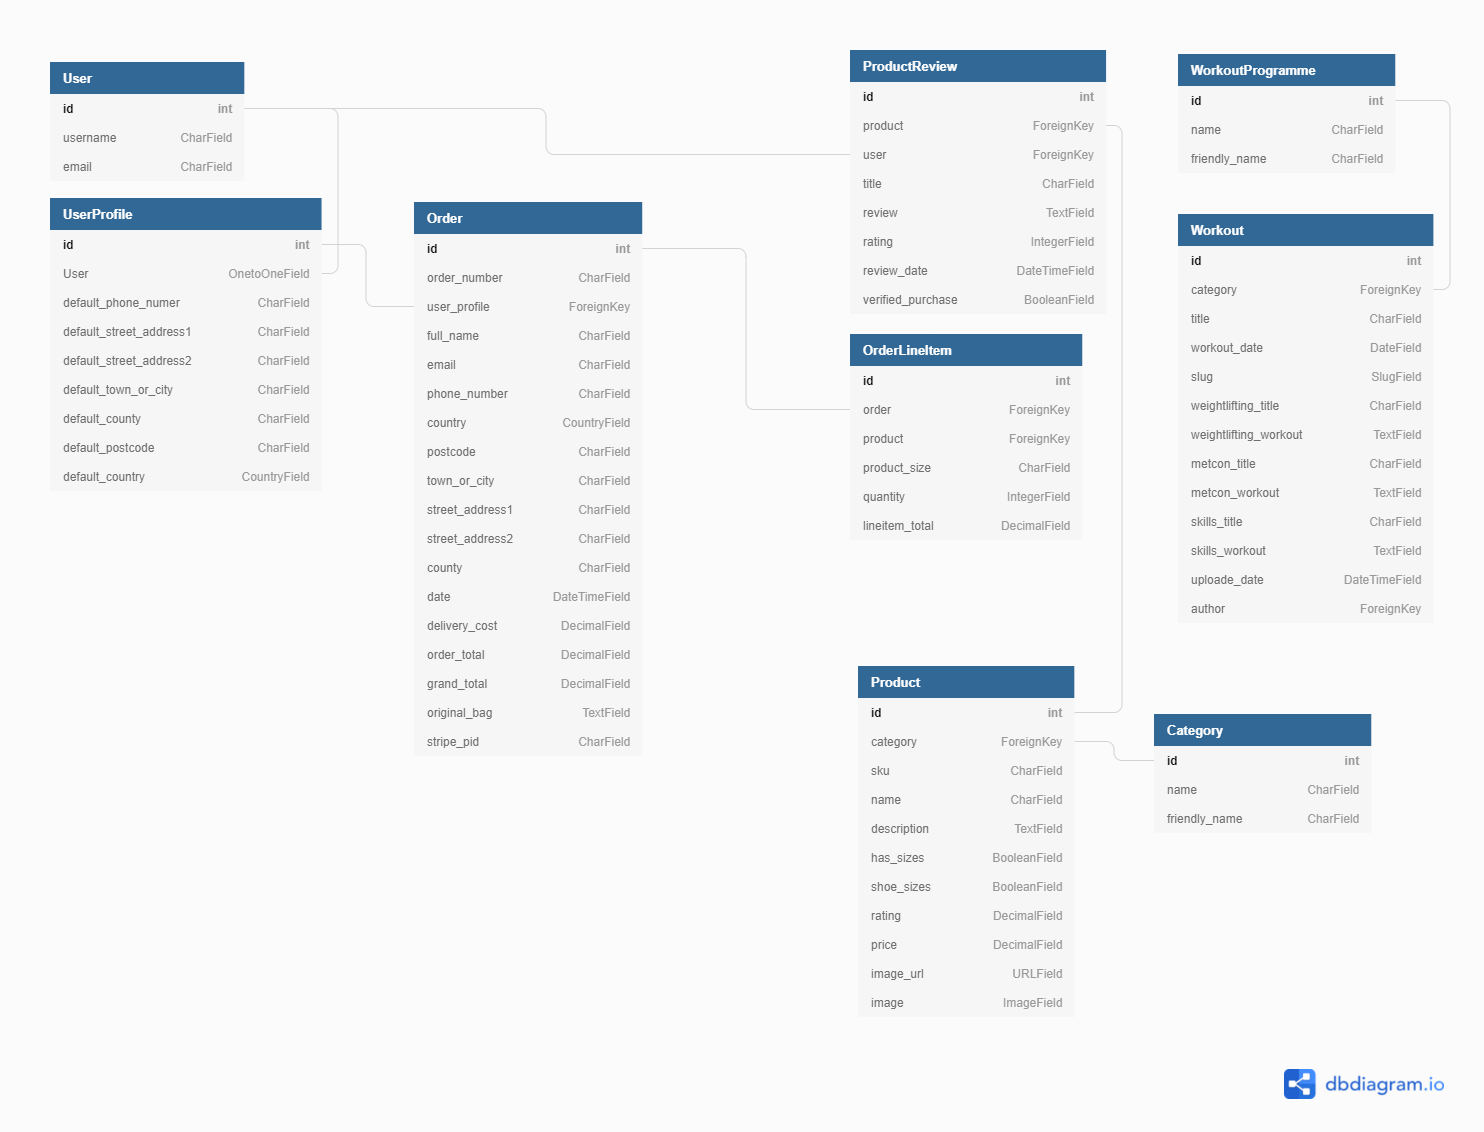 User
id int
username CharField
email CharField
UserProfile
id int
User OnetoOneField
default_phone_numer CharField
default_street_address1 CharField
default_street_address2 CharField
default_town_or_city CharField
default_county CharField
default_postcode CharField
default_country CountryField
Order
id int
order_number CharField
user_profile ForeignKey
full_name CharField
email CharField
phone_number CharField
country CountryField
postcode CharField
town_or_city CharField
street_address1 CharField
street_address2 CharField
county CharField
date DateTimeField
delivery_cost DecimalField
order_total DecimalField
grand_total DecimalField
original_bag TextField
stripe_pid CharField
ProductReview
id int
product ForeignKey
user ForeignKey
title CharField
review TextField
rating IntegerField
review_date DateTimeField
verified_purchase BooleanField
OrderLineItem
id int
order ForeignKey
product ForeignKey
product_size CharField
quantity IntegerField
lineitem_total DecimalField
Product
id int
category ForeignKey
sku CharField
name CharField
description TextField
has_sizes BooleanField
shoe_sizes BooleanField
rating DecimalField
price DecimalField
image_url URLField
image ImageField
WorkoutProgramme
id int
name CharField
friendly_name CharField
Workout
id int
category ForeignKey
title CharField
workout_date DateField
slug SlugField
weightlifting_title CharField
weightlifting_workout TextField
metcon_title CharField
metcon_workout TextField
skills_title CharField
skills_workout TextField
uploade_date DateTimeField
author ForeignKey
Category
id int
name CharField
friendly_name CharField
dbdiagram.io